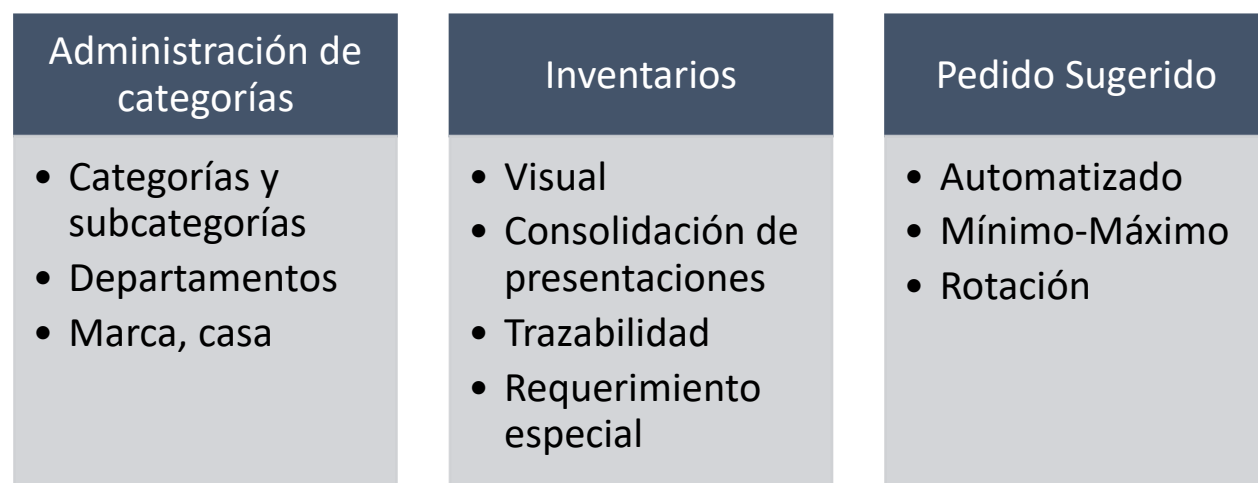 Administración de
categorías
• Categorías y
subcategorías
• Departamentos
• Marca, casa
Inventarios
• Visual
• Consolidación de
presentaciones
• Trazabilidad
• Requerimiento
especial
Pedido Sugerido
• Automatizado
• Mínimo-Máximo
• Rotación